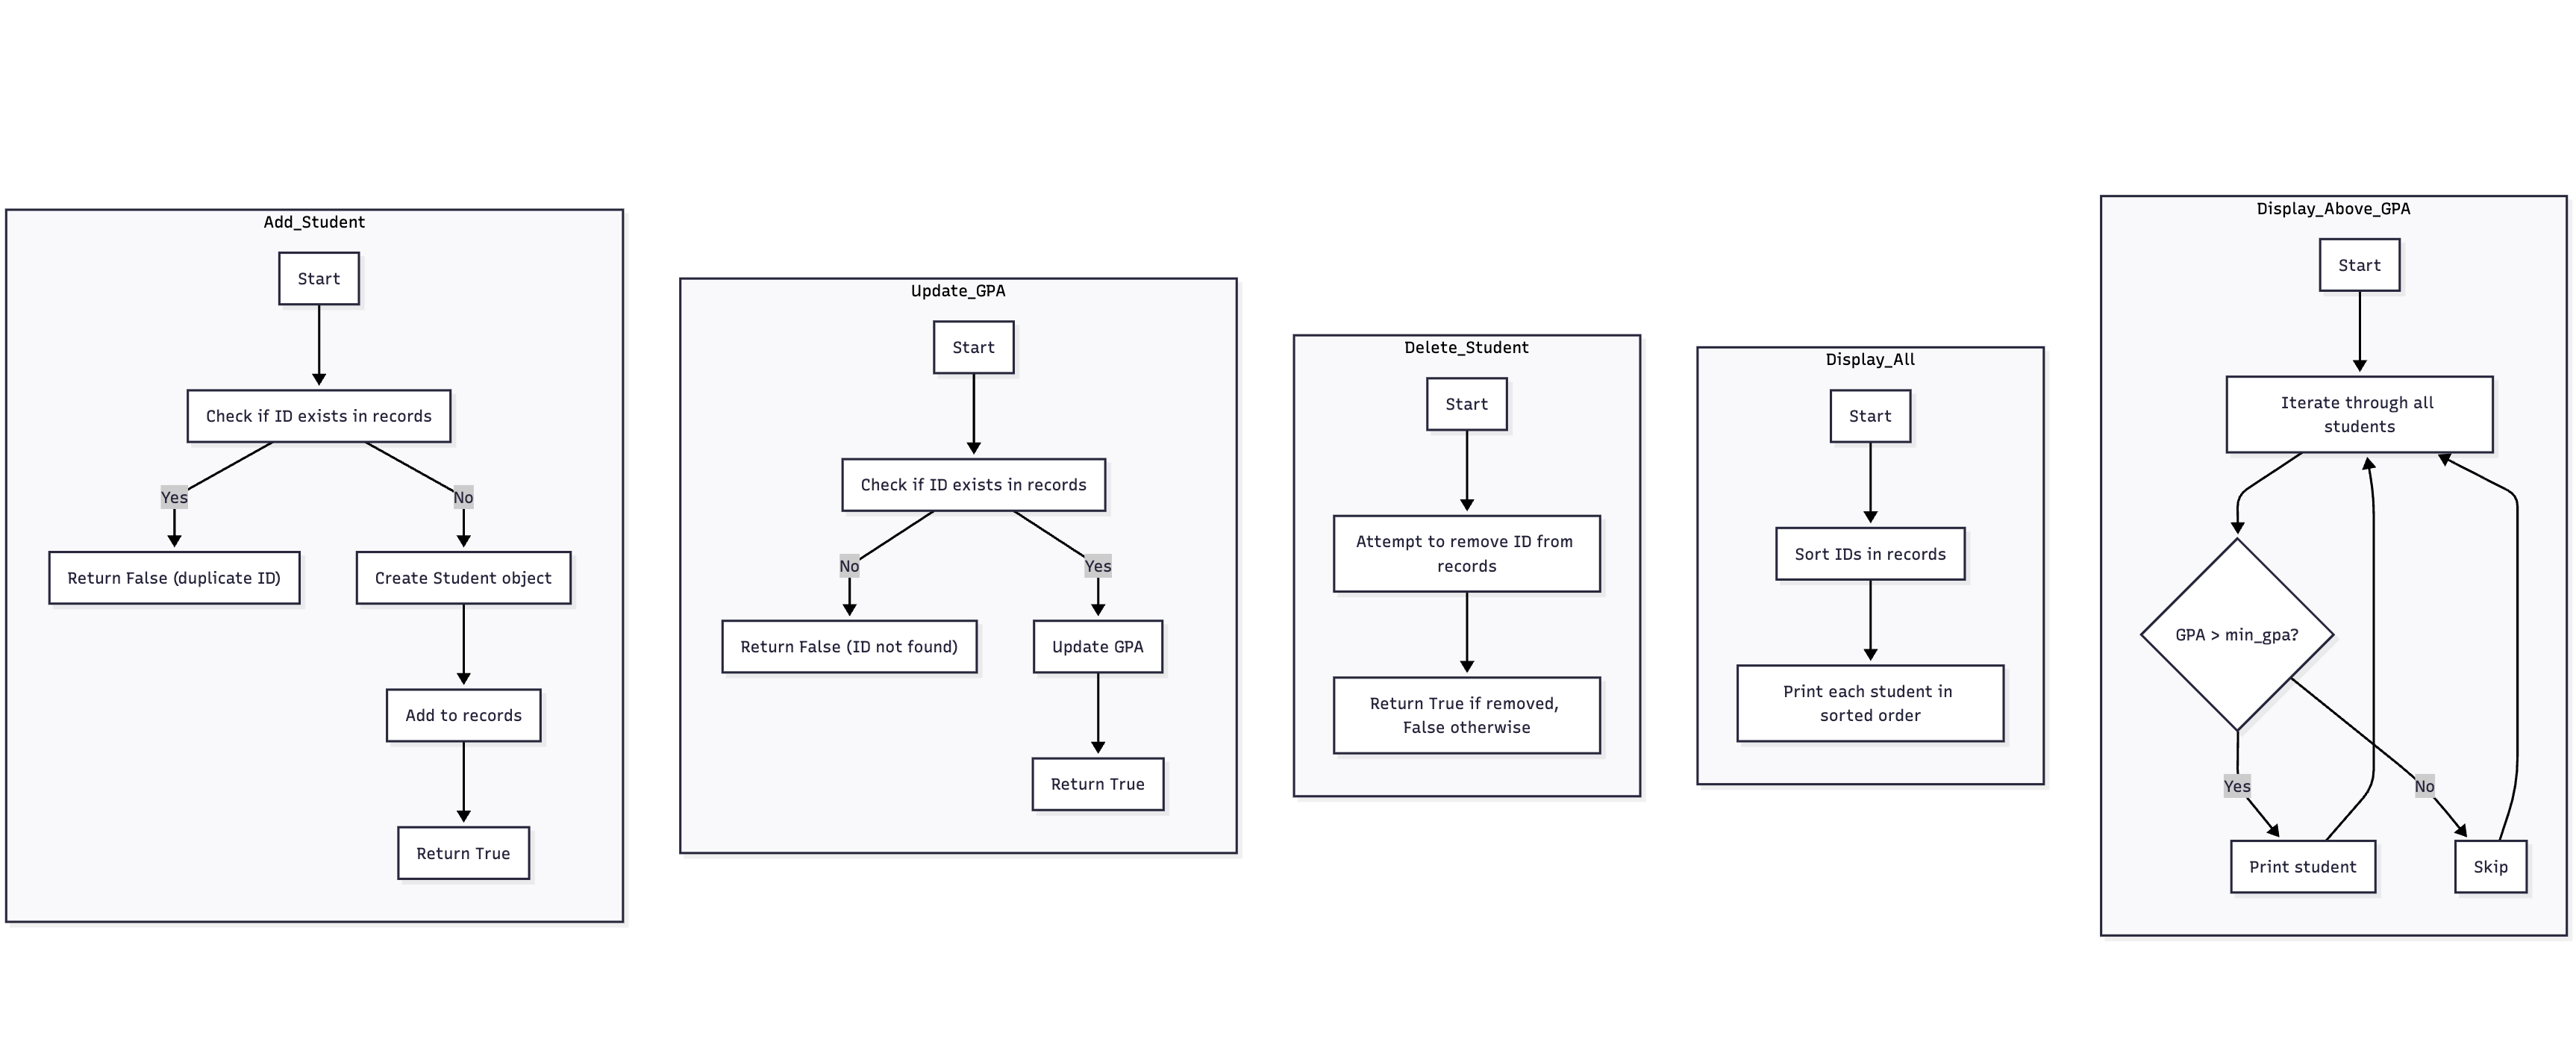 Add_Student
Start
Check if ID exists in records
Yes
No
Return False (duplicate ID)
Create Student object
Add to records
Return True
Update_GPA
Start
Check if ID exists in records
No
Yes
Return False (ID not found)
Update GPA
Return True
Delete_Student
Start
Attempt to remove ID from
records
Return True if removed,
False otherwise
Display_All
Start
Sort IDs in records
Print each student in
sorted order
Display_Above_GPA
Start
Iterate through all
students
GPA > min_gpa?
Yes
No
Print student
Skip